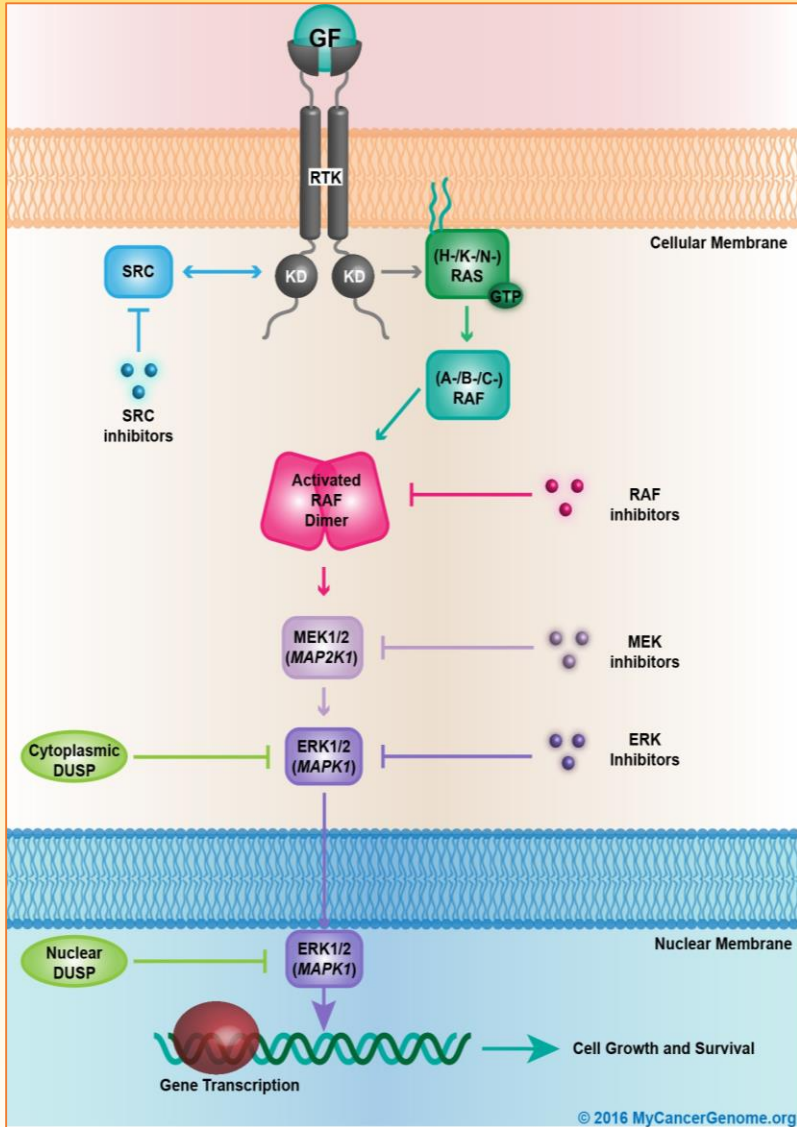 GF
RTK
Cellular Membrane
SRC
KD
KD
(H-/K-/N-)
RAS
GTP
(A-/B-/C-)
RAF
SRC
inhibitors
Activated
RAF
Dimer
RAF
inhibitors
MEK1/2
(MAP2K1)
MEK
inhibitors
Cytoplasmic
DUSP
ERK1/2
(MAPK1)
ERK
Inhibitors
Nuclear Membrane
Nuclear
DUSP
ERK1/2
(MAPK1)
Gene Transcription
Cell Growth and Survival
© 2016 MyCancerGenome.org